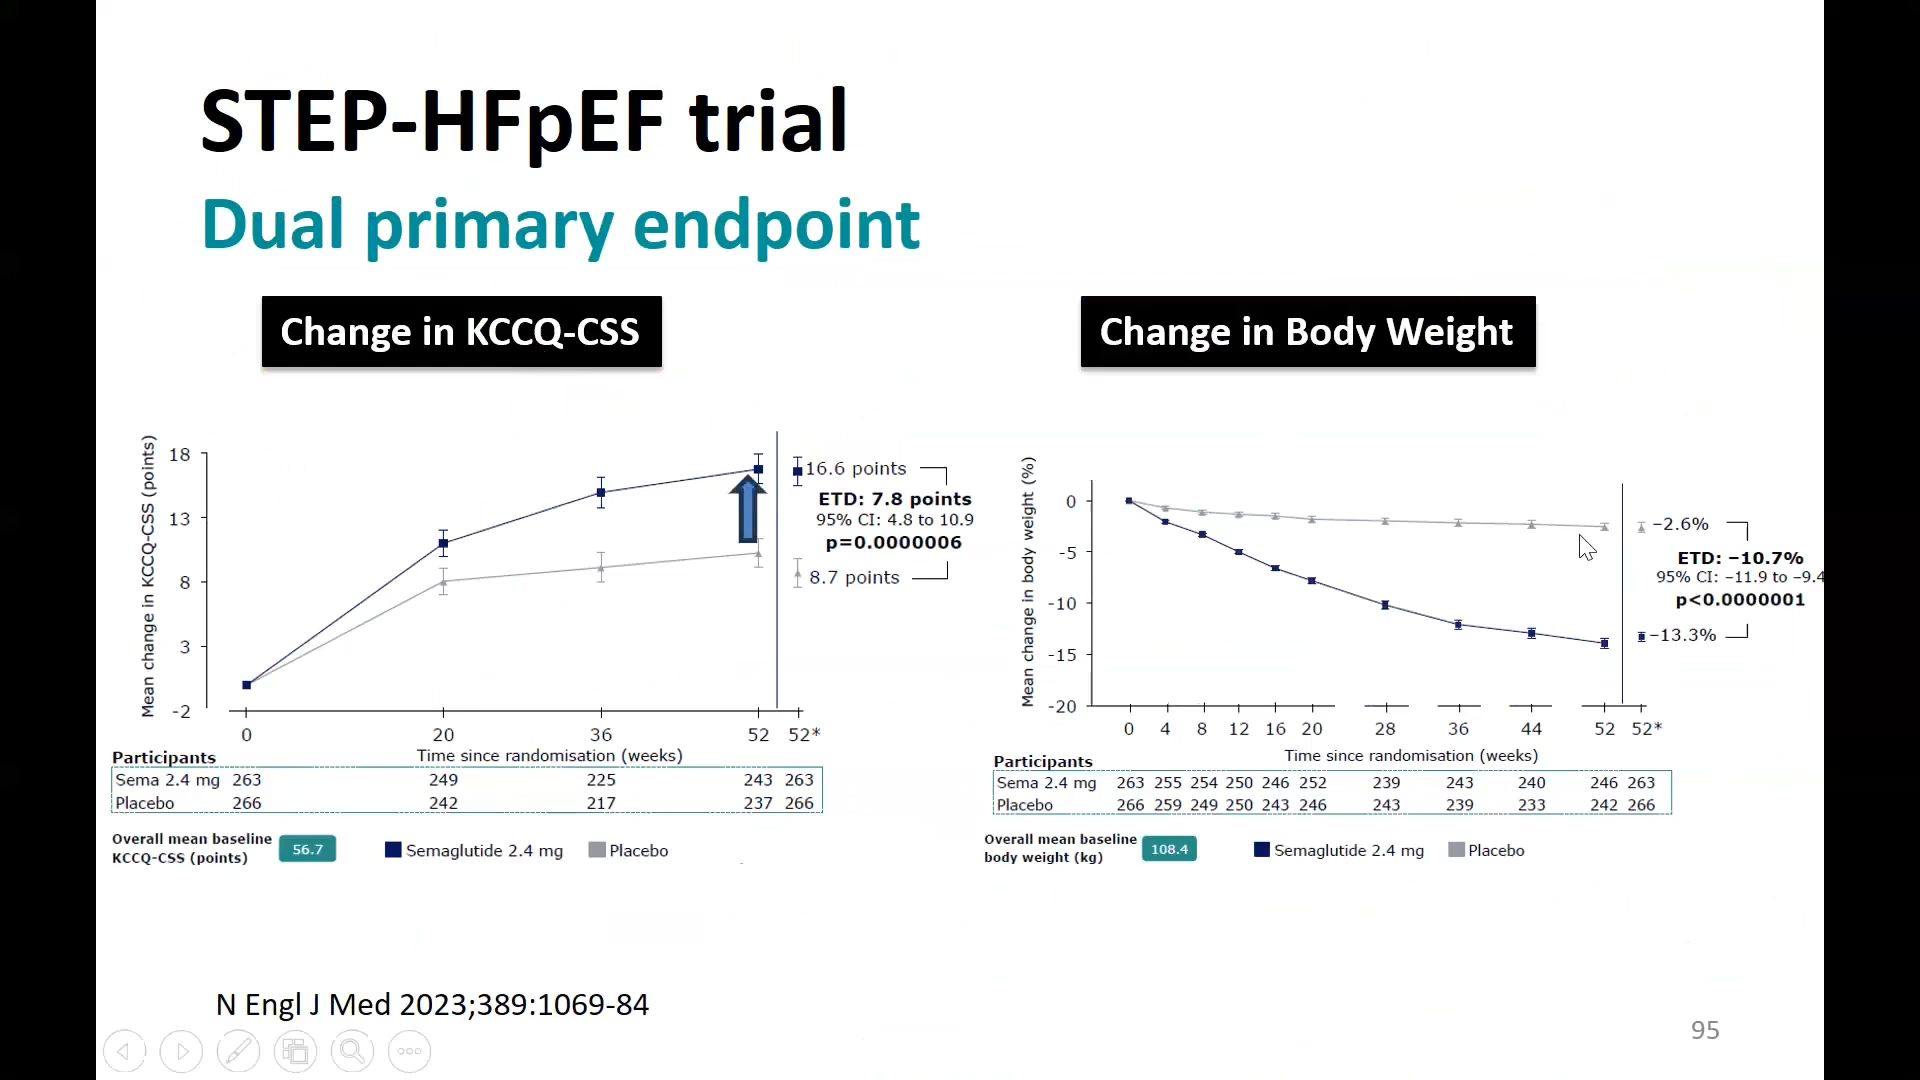 STEP-HFpEF trial
Dual primary endpoint
Change in KCCQ-CSS
Mean change in KCCQ-CSS (points)
18
13
8
3
-2
0 20 36 52 52*
Time since randomisation (weeks)
16.6 points
ETD: 7.8 points
95% CI: 4.8 to 10.9
p=0.0000006
8.7 points
Participants
Sema 2.4 mg 263 249 225 243 263
Placebo 266 242 217 237 266
Overall mean baseline
KCCQ-CSS (points)
56.7
Semaglutide 2.4 mg Placebo
Change in Body Weight
Mean change in body weight (%)
0
-5
-10
-15
-20
0 4 8 12 16 20 28 36 44 52 52*
Time since randomisation (weeks)
−2.6%
ETD: −10.7%
95% CI: −11.9 to −9.4
p<0.0000001
−13.3%
Participants
Sema 2.4 mg 263 255 254 250 246 252 239 243 240 246 263
Placebo 266 259 249 250 243 246 243 239 233 242 266
Overall mean baseline
body weight (kg)
108.4
Semaglutide 2.4 mg Placebo
N Engl J Med 2023;389:1069-84
95